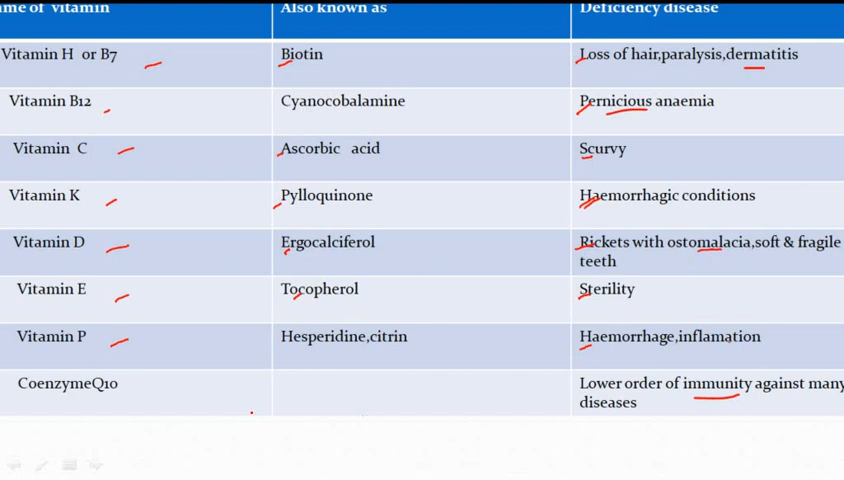 ame of vitamin Also known as Deficiency disease
Vitamin H or B7 Biotin Loss of hair,paralysis,dermatitis
Vitamin B12 Cyanocobalamine Pernicious anaemia
Vitamin C Ascorbic acid Scurvy
Vitamin K Pylloquinone Haemorrhagic conditions
Vitamin D Ergocalciferol Rickets with ostomalacia,soft & fragile
teeth
Vitamin E Tocopherol Sterility
Vitamin P Hesperidine,citrin Haemorrhage,inflamation
CoenzymeQ10 Lower order of immunity against many
diseases